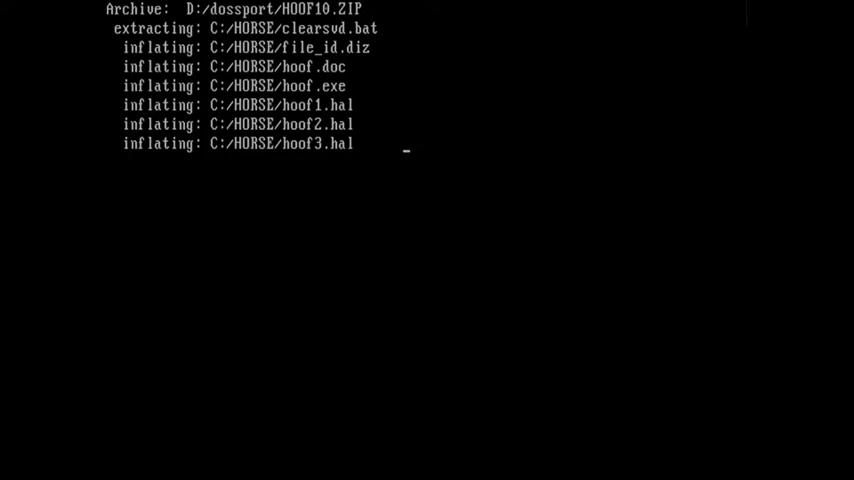 Archive:  D:/dossport/HOOF10.ZIP
extracting: C:/HORSE/clearsvd.bat
inflating: C:/HORSE/file_id.diz
inflating: C:/HORSE/hoof.doc
inflating: C:/HORSE/hoof.exe
inflating: C:/HORSE/hoof1.hal
inflating: C:/HORSE/hoof2.hal
inflating: C:/HORSE/hoof3.hal